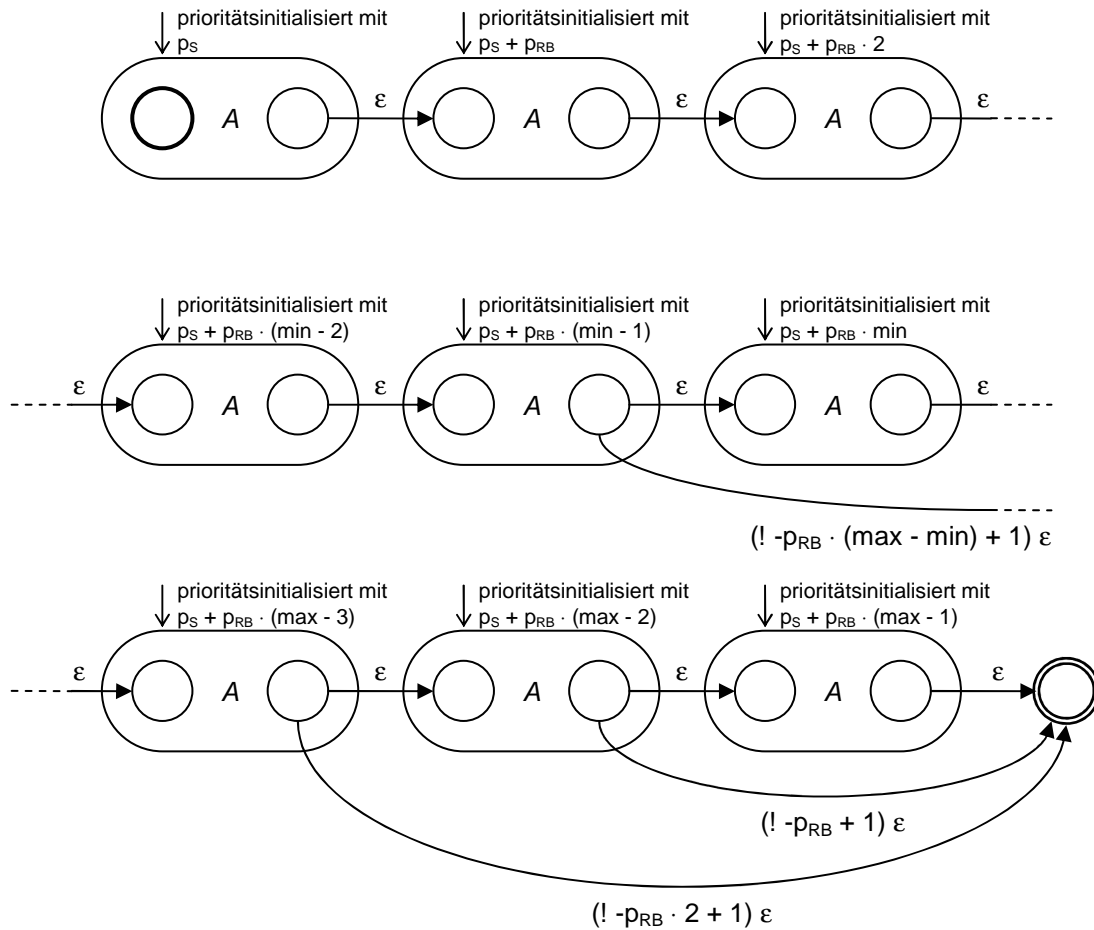 prioritätsinitialisiert mit
pS
prioritätsinitialisiert mit
pS + pRB
prioritätsinitialisiert mit
pS + pRB · 2
A
ε
A
ε
A
ε
prioritätsinitialisiert mit
pS + pRB · (min - 2)
prioritätsinitialisiert mit
pS + pRB · (min - 1)
prioritätsinitialisiert mit
pS + pRB · min
ε
A
ε
A
ε
A
ε
(! -pRB · (max - min) + 1) ε
prioritätsinitialisiert mit
pS + pRB · (max - 3)
prioritätsinitialisiert mit
pS + pRB · (max - 2)
prioritätsinitialisiert mit
pS + pRB · (max - 1)
ε
A
ε
A
ε
A
ε
(! -pRB + 1) ε
(! -pRB · 2 + 1) ε